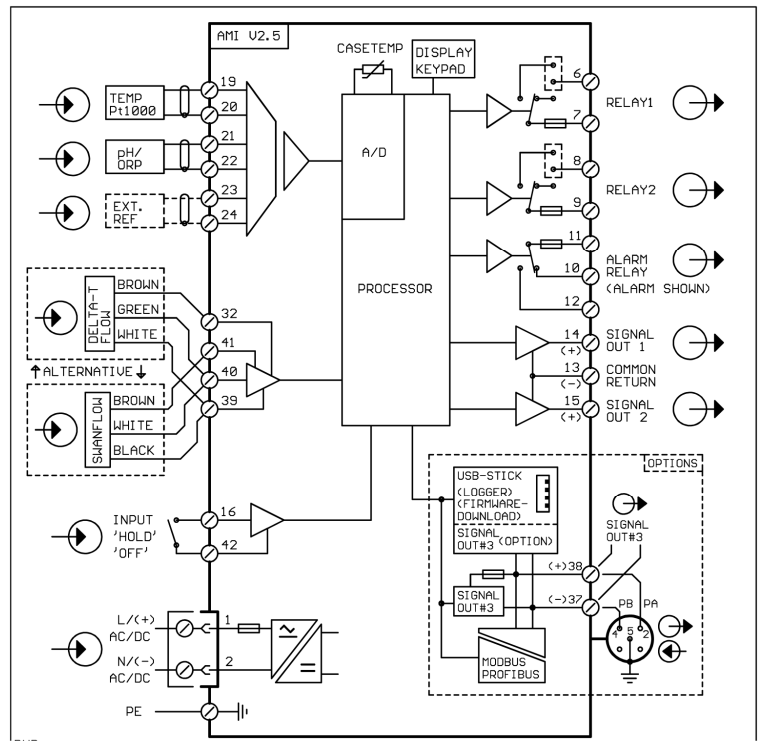 AMI V2.5
CASETEMP
DISPLAY
KEYPAD
A/D
PROCESSOR
TEMP
Pt1000
19
20
pH/
ORP
21
22
EXT.
REF
23
24
DELTA-T
FLOW
BROWN
GREEN
WHITE
32
41
40
39
↑ALTERNATIVE↓
SWANFLOW
BROWN
WHITE
BLACK
INPUT
'HOLD'
'OFF'
16
42
L/(+)
AC/DC
1
N/(-)
AC/DC
2
PE
6
RELAY1
7
8
RELAY2
9
11
10
ALARM
RELAY
(ALARM SHOWN)
12
14
(+)
SIGNAL
OUT 1
13
(-)
COMMON
RETURN
15
(+)
SIGNAL
OUT 2
OPTIONS
USB-STICK
(LOGGER)
(FIRMWARE-
DOWNLOAD)
SIGNAL
OUT#3 (OPTION)
SIGNAL
OUT#3
(+)38
SIGNAL
OUT#3
(-)37
PB PA
4 5 2
MODBUS
PROFIBUS